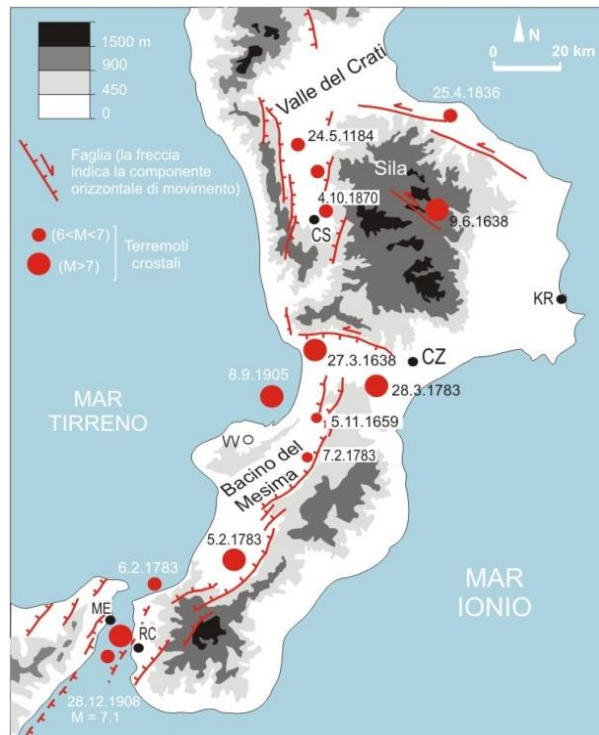 1500 m
900
450
0
N
0 20 km
Faglia (la freccia
indica la componente
orizzontale di movimento)
(6<M<7)
(M>7)
Terremoti
crostali
Valle del Crati
25.4.1836
24.5.1184
Sila
4.10.1870
CS
9.6.1638
KR
27.3.1638
CZ
8.9.1905
28.3.1783
MAR
TIRRENO
5.11.1659
VV
7.2.1783
Bacino del
Mesima
5.2.1783
6.2.1783
MAR
IONIO
ME
RC
28.12.1908
M = 7.1